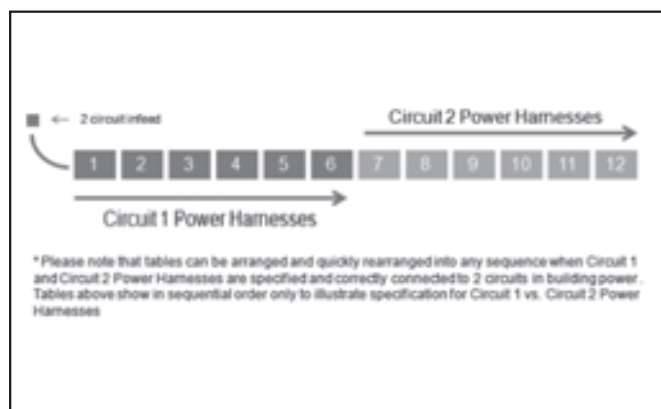 Circuit 2 Power Harnesses
2 circuit infeed
1 2 3 4 5 6 7 8 9 10 11 12
Circuit 1 Power Harnesses
* Please note that tables can be arranged and quickly rearranged into any sequence when Circuit 1
and Circuit 2 Power Harnesses are specified and correctly connected to 2 circuits in building power.
Tables above show in sequential order only to illustrate specification for Circuit 1 vs. Circuit 2 Power
Harnesses